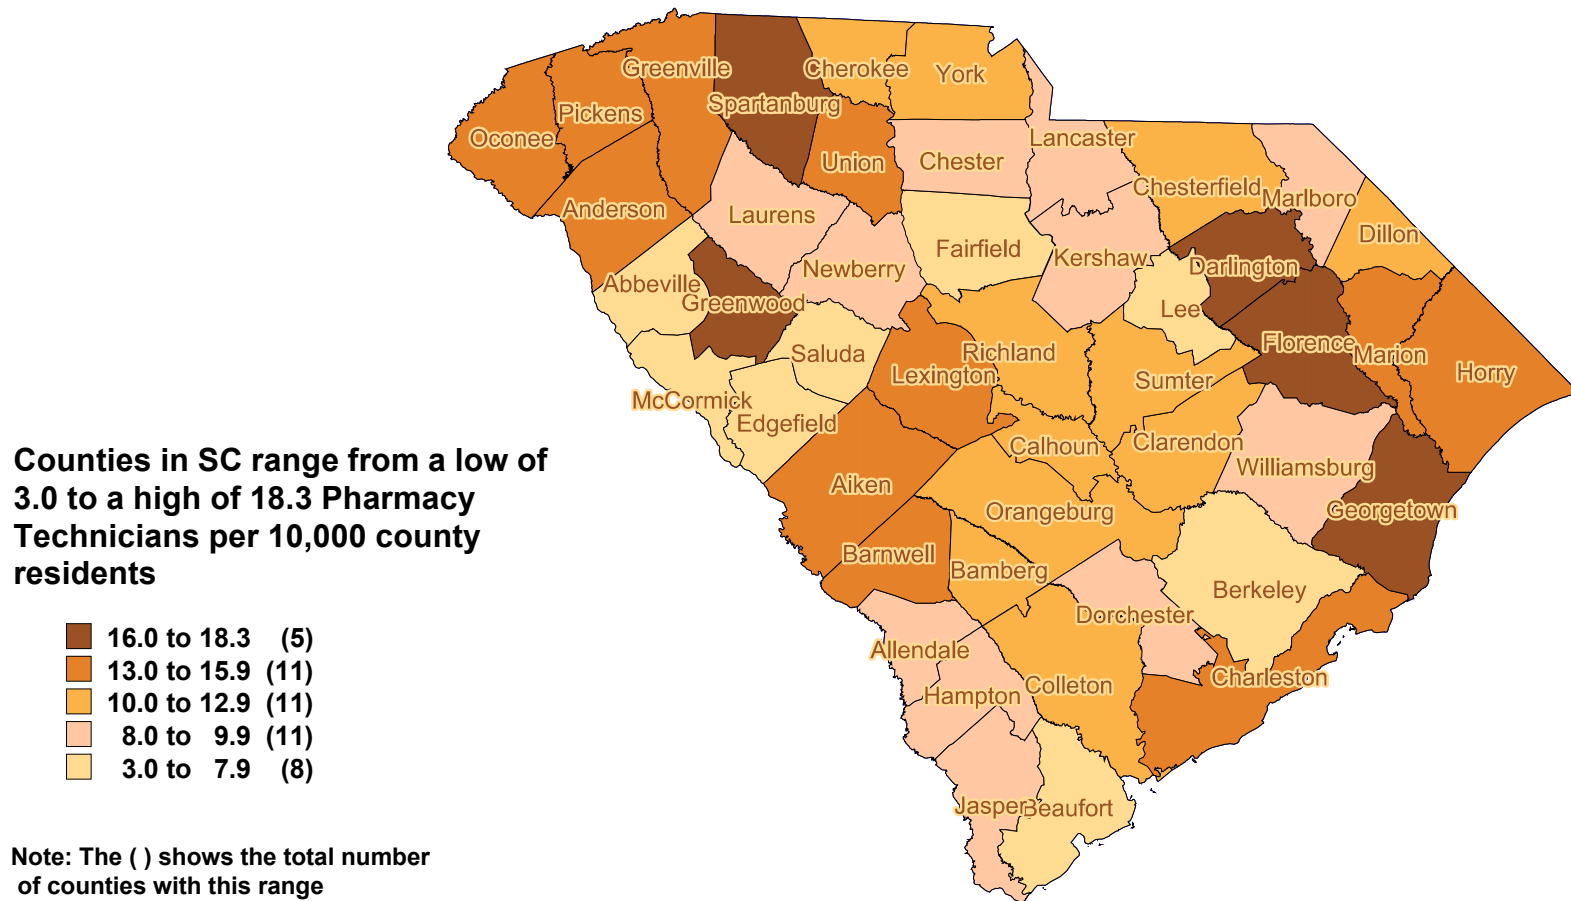 Greenville
Cherokee
York
Spartanburg
Pickens
Oconee
Union
Chester
Lancaster
Chesterfield
Marlboro
Anderson
Laurens
Fairfield
Dillon
Newberry
Kershaw
Darlington
Abbeville
Greenwood
Lee
Saluda
Richland
Florence
Marion
Lexington
Sumter
Horry
McCormick
Edgefield
Calhoun
Clarendon
Williamsburg
Aiken
Orangeburg
Georgetown
Barnwell
Bamberg
Berkeley
Dorchester
Allendale
Hampton
Colleton
Charleston
Jasper
Beaufort
Counties in SC range from a low of
3.0 to a high of 18.3 Pharmacy
Technicians per 10,000 county
residents
16.0 to 18.3 (5)
13.0 to 15.9 (11)
10.0 to 12.9 (11)
8.0 to 9.9 (11)
3.0 to 7.9 (8)
Note: The ( ) shows the total number
of counties with this range